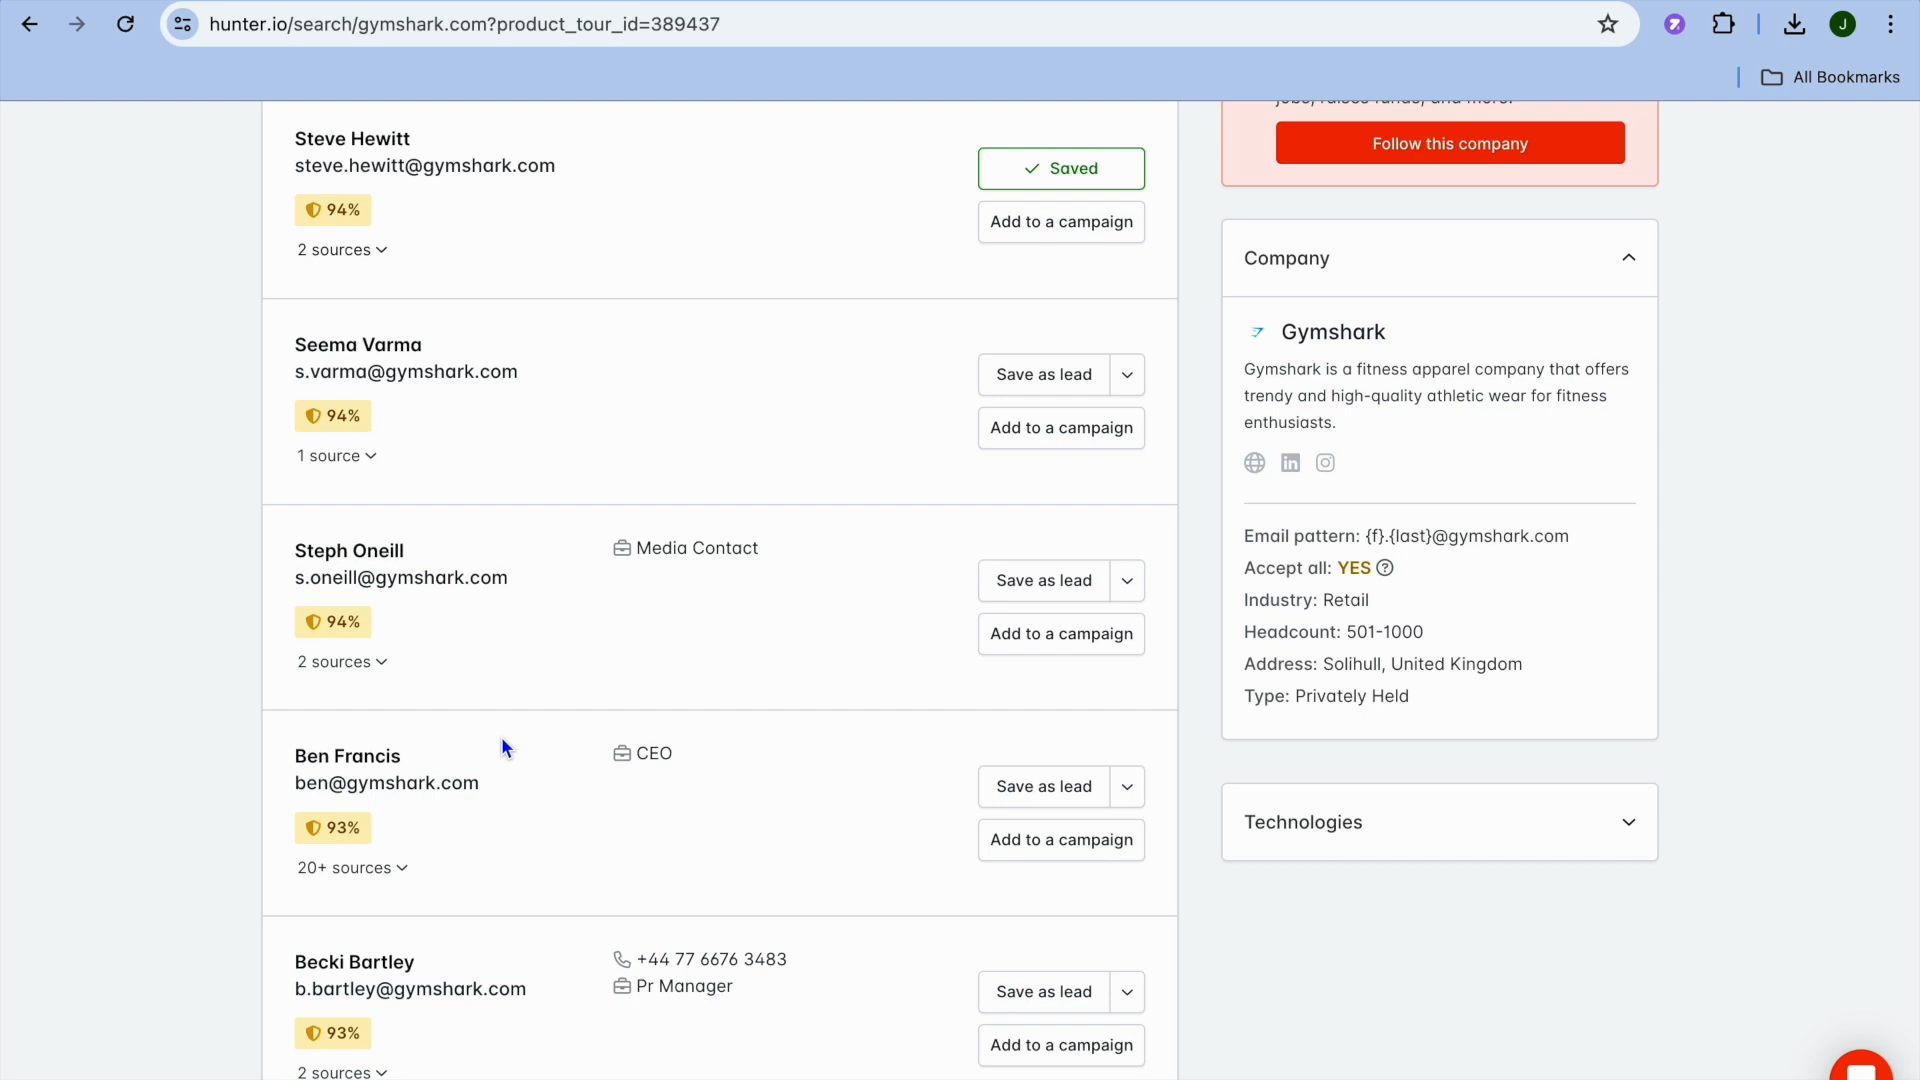 hunter.io/search/gymshark.com?product_tour_id=389437
J
All Bookmarks
Steve Hewitt
steve.hewitt@gymshark.com
94%
2 sources
Saved
Add to a campaign
Seema Varma
s.varma@gymshark.com
94%
1 source
Save as lead
Add to a campaign
Steph Oneill
s.oneill@gymshark.com
94%
2 sources
Media Contact
Save as lead
Add to a campaign
Ben Francis
ben@gymshark.com
93%
20+ sources
CEO
Save as lead
Add to a campaign
Becki Bartley
b.bartley@gymshark.com
93%
2 sources
+44 77 6676 3483
Pr Manager
Save as lead
Add to a campaign
jobs, raises funds, and more.
Follow this company
Company
Gymshark
Gymshark is a fitness apparel company that offers
trendy and high-quality athletic wear for fitness
enthusiasts.
Email pattern: {f}.{last}@gymshark.com
Accept all: YES
Industry: Retail
Headcount: 501-1000
Address: Solihull, United Kingdom
Type: Privately Held
Technologies